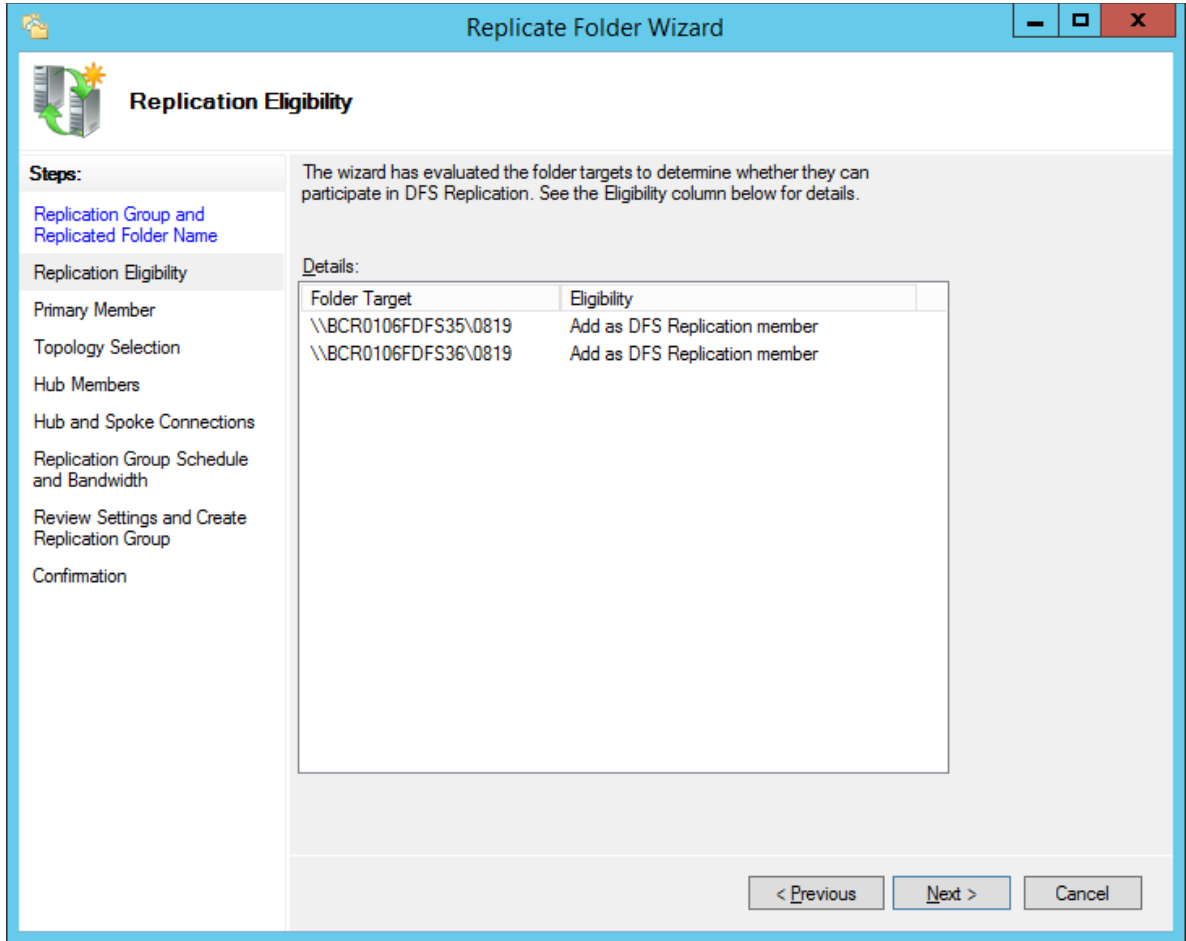 Replicate Folder Wizard
Replication Eligibility
Steps:
Replication Group and
Replicated Folder Name
Replication Eligibility
Primary Member
Topology Selection
Hub Members
Hub and Spoke Connections
Replication Group Schedule
and Bandwidth
Review Settings and Create
Replication Group
Confirmation
The wizard has evaluated the folder targets to determine whether they can
participate in DFS Replication. See the Eligibility column below for details.
Details:
Folder Target Eligibility
\\BCR0106FDFS35\0819 Add as DFS Replication member
\\BCR0106FDFS36\0819 Add as DFS Replication member
< Previous Next > Cancel